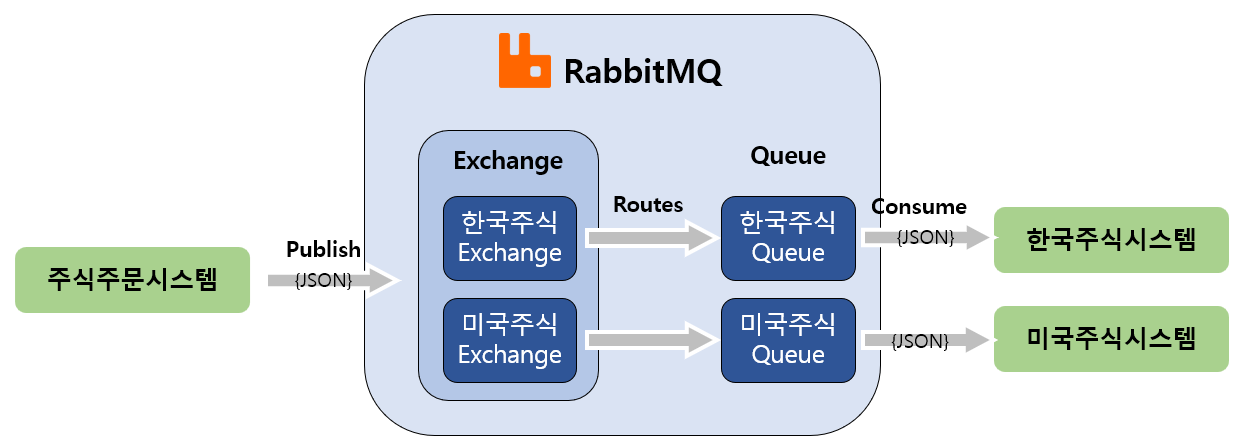 RabbitMQ
Exchange
Queue
한국주식
Exchange
Routes
한국주식
Queue
Consume
{JSON}
한국주식시스템
Publish
{JSON}
주식주문시스템
미국주식
Exchange
미국주식
Queue
{JSON}
미국주식시스템